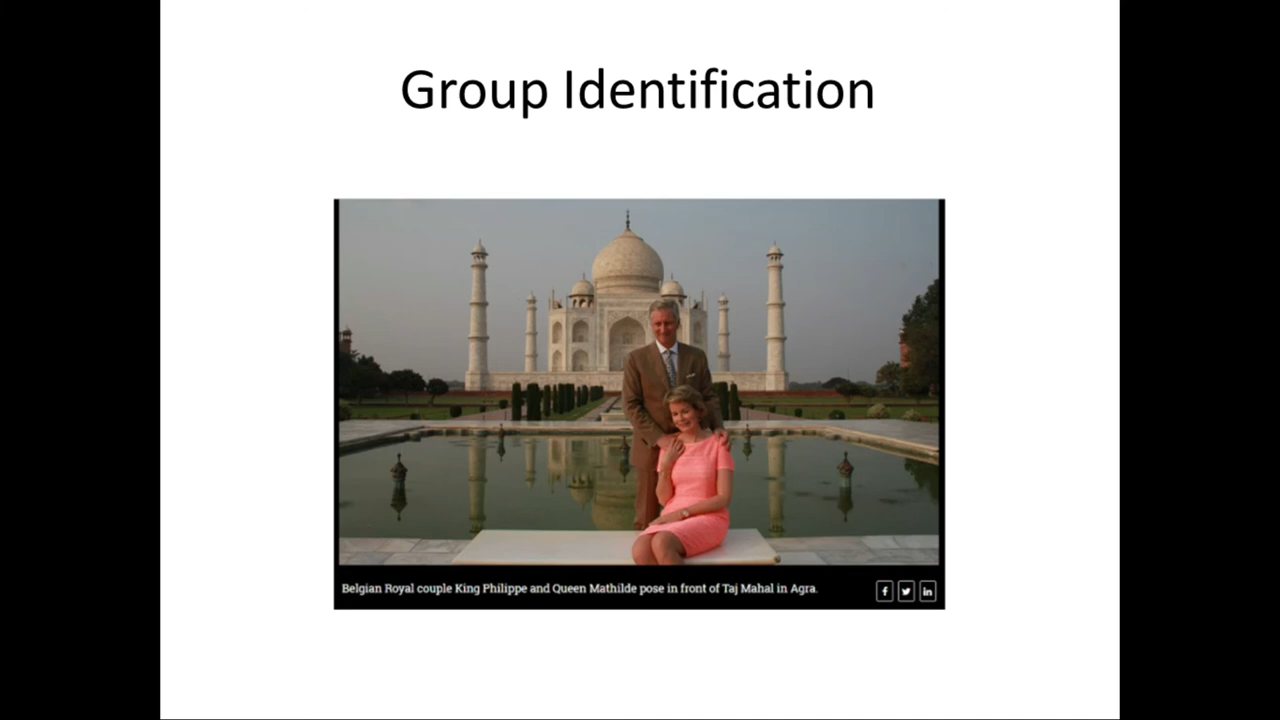 Group Identification
Belgian Royal couple King Philippe and Queen Mathilde pose in front of Taj Mahal in Agra.